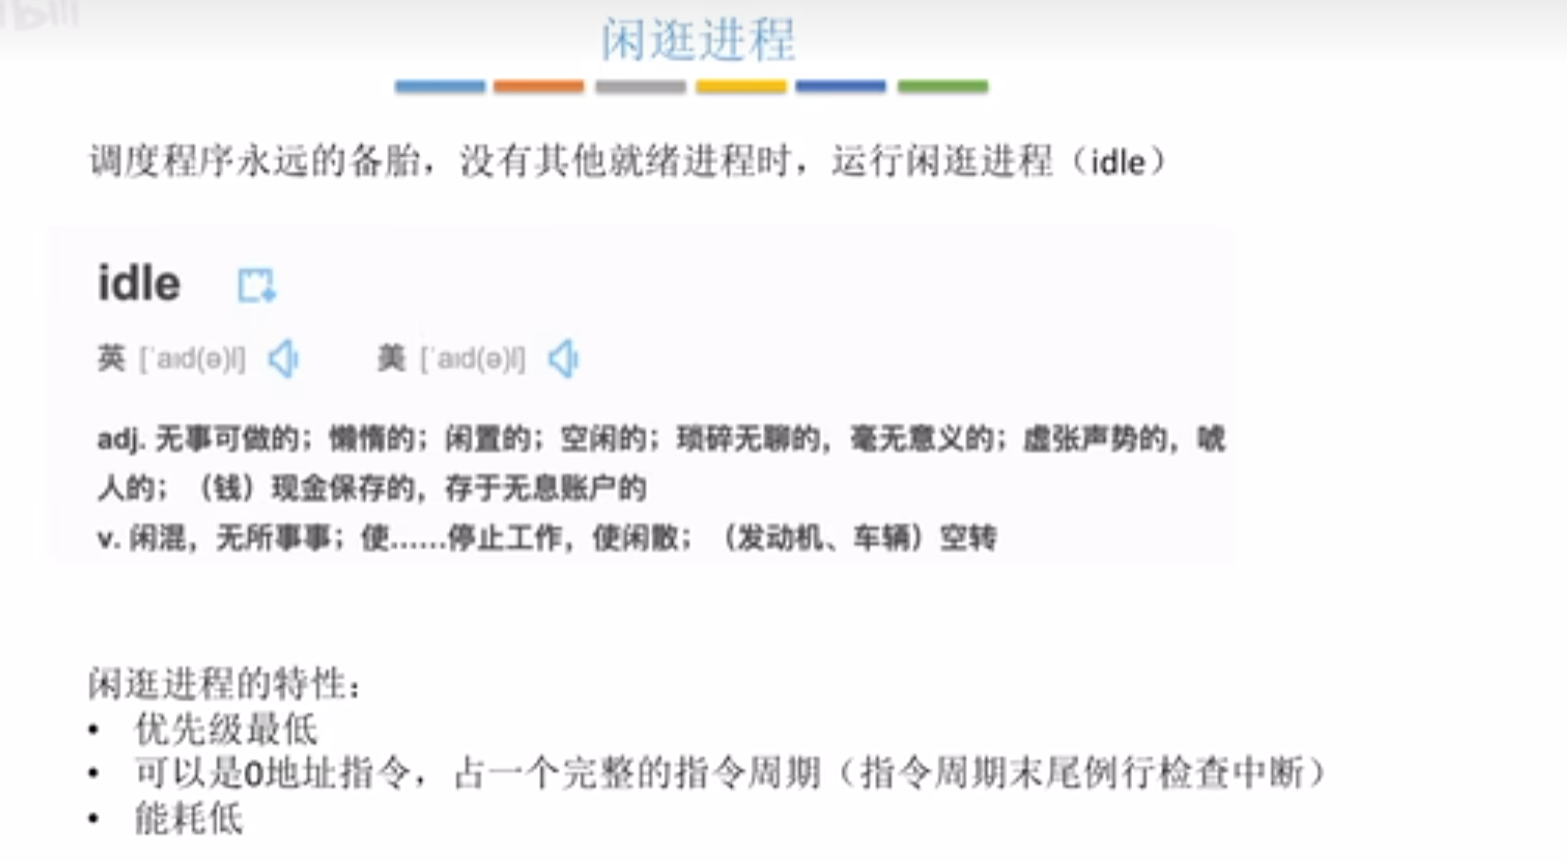 闲逛进程
调度程序永远的备胎，没有其他就绪进程时，运行闲逛进程（idle）
idle
英 [ˈaɪd(ə)l] 美 [ˈaɪd(ə)l]
adj. 无事可做的；懒惰的；闲置的；空闲的；琐碎无聊的，毫无意义的；虚张声势的，唬
人的；（钱）现金保存的，存于无息账户的
v. 闲混，无所事事；使……停止工作，使闲散；（发动机、车辆）空转
闲逛进程的特性：
• 优先级最低
• 可以是0地址指令，占一个完整的指令周期（指令周期末尾例行检查中断）
• 能耗低